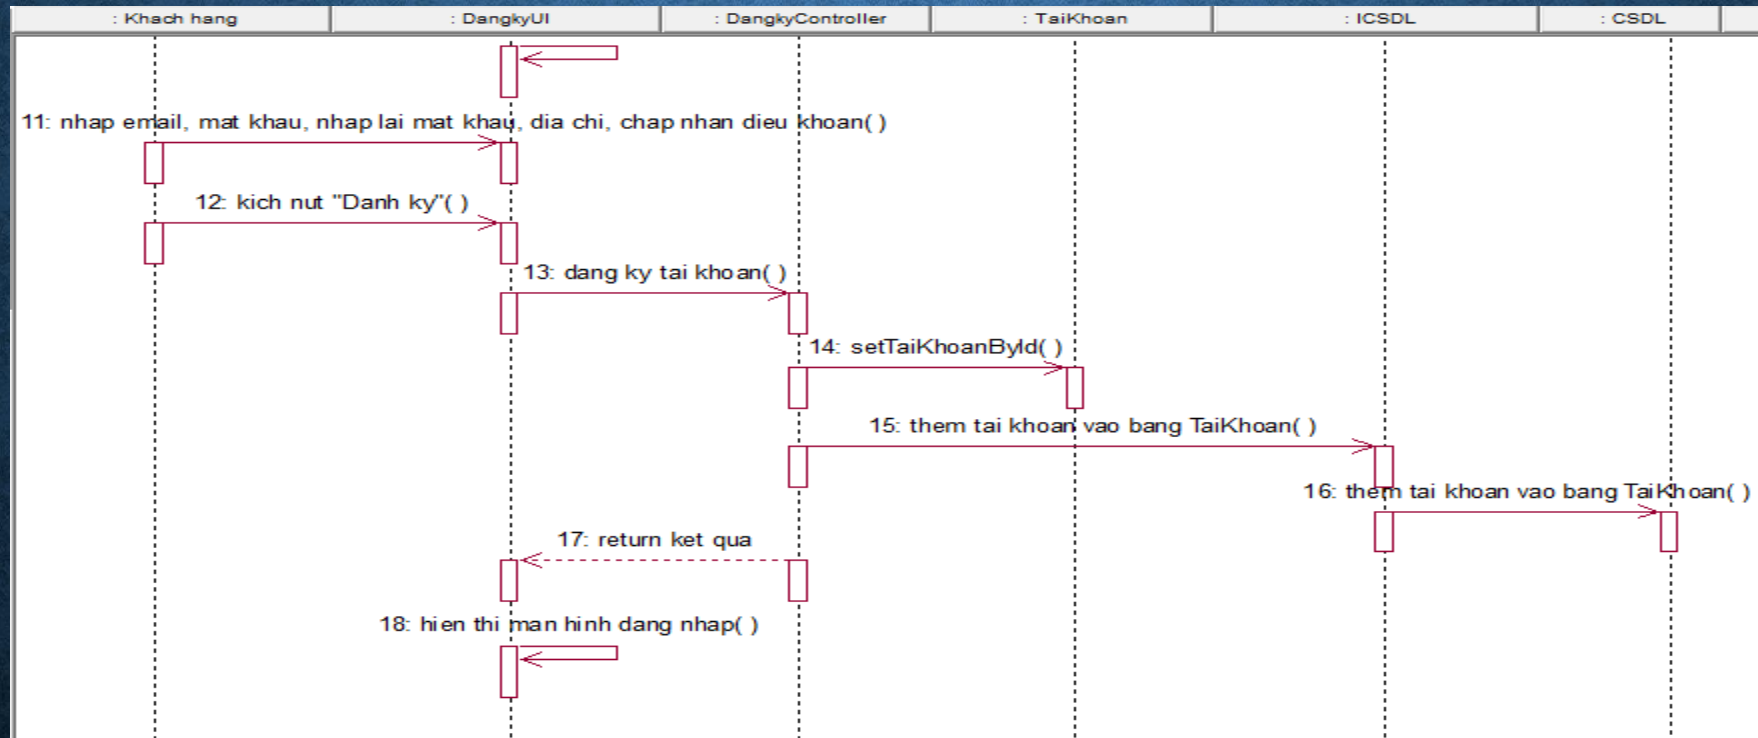 : Khach hang
: DangkyUI
: DangkyController
: TaiKhoan
: ICSDL
: CSDL
11: nhap email, mat khau, nhap lai mat khau, dia chi, chap nhan dieu khoan( )
12: kich nut "Danh ky"( )
13: dang ky tai khoan( )
14: setTaiKhoanById( )
15: them tai khoan vao bang TaiKhoan( )
16: them tai khoan vao bang TaiKhoan( )
17: return ket qua
18: hien thi man hinh dang nhap( )